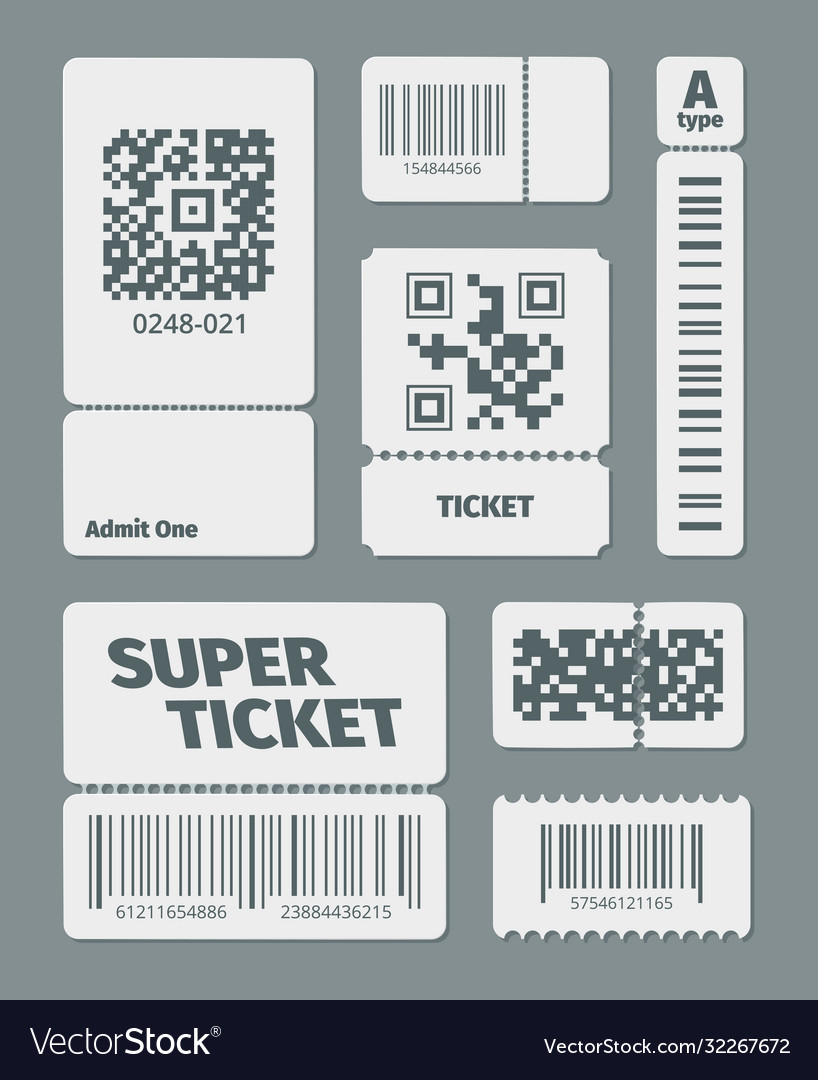 0248-021
Admit One
154844566
TICKET
A
type
SUPER
TICKET
61211654886 23884436215
57546121165
VectorStock®
VectorStock.com/32267672